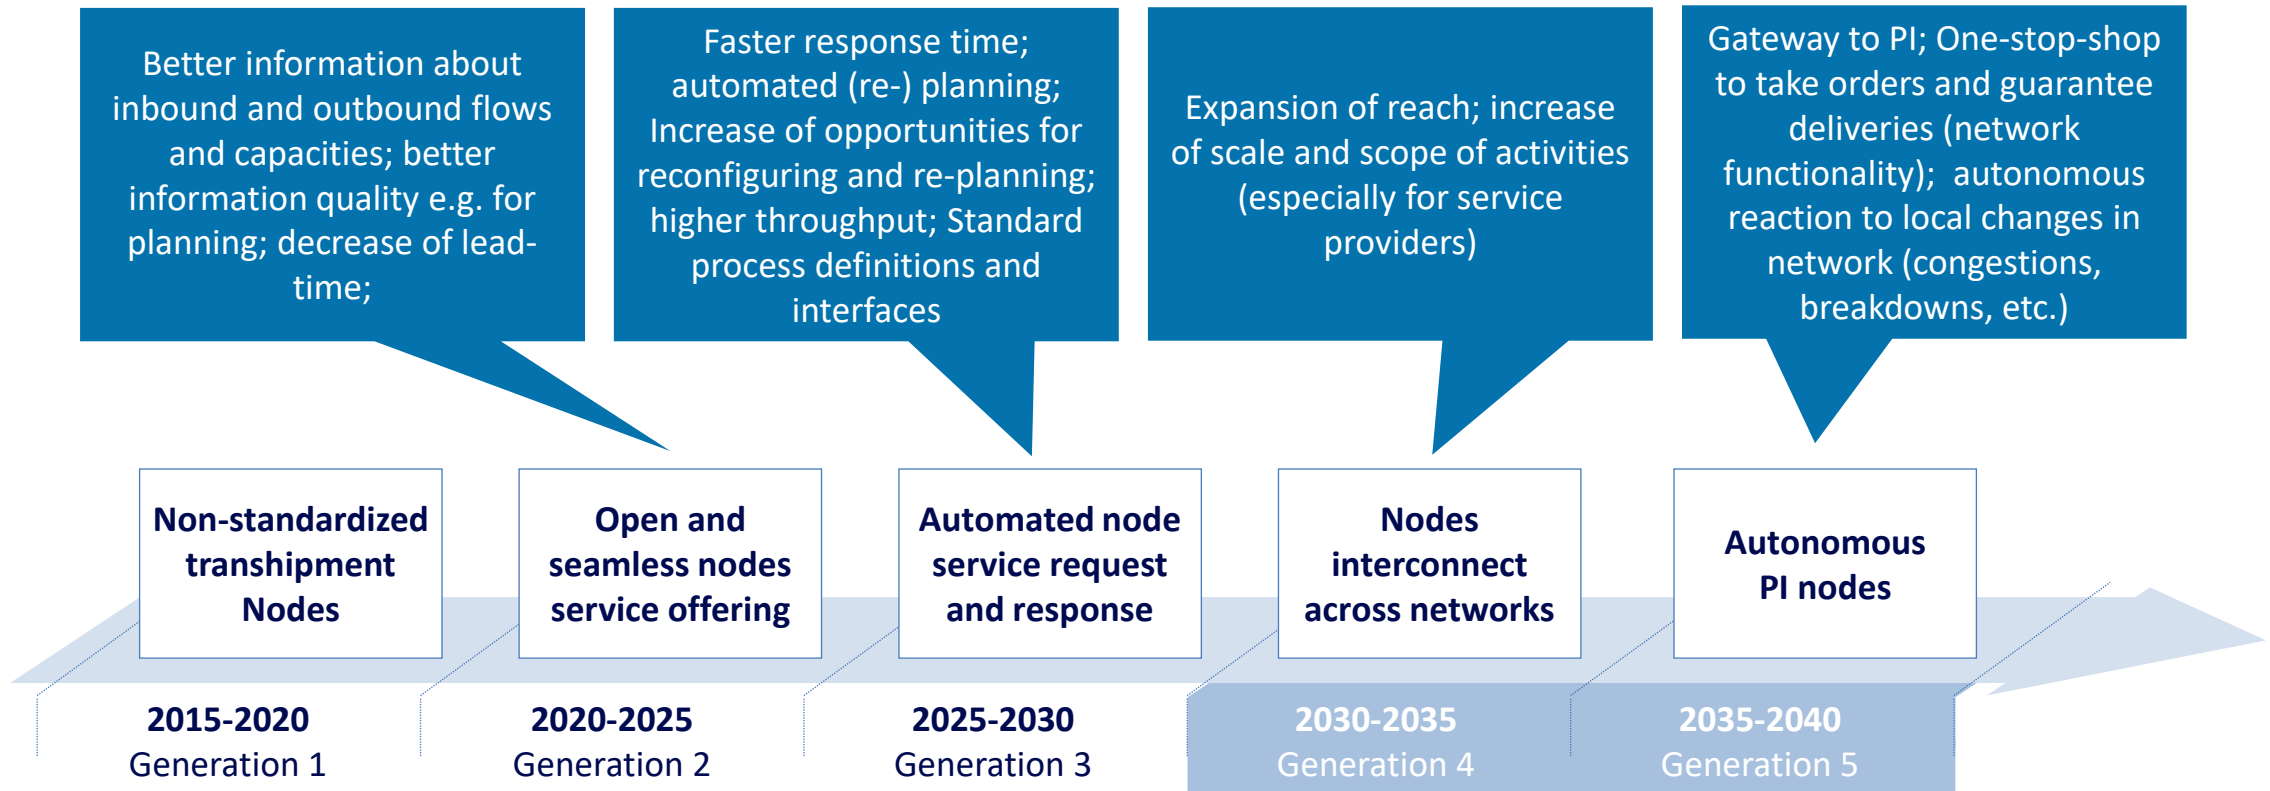 Better information about
inbound and outbound flows
and capacities; better
information quality e.g. for
planning; decrease of lead-
time;
Faster response time;
automated (re-) planning;
Increase of opportunities for
reconfiguring and re-planning;
higher throughput; Standard
process definitions and
interfaces
Expansion of reach; increase
of scale and scope of activities
(especially for service
providers)
Gateway to PI; One-stop-shop
to take orders and guarantee
deliveries (network
functionality);  autonomous
reaction to local changes in
network (congestions,
breakdowns, etc.)
Non-standardized
transhipment
Nodes
Open and
seamless nodes
service offering
Automated node
service request
and response
Nodes
interconnect
across networks
Autonomous
PI nodes
2015-2020
Generation 1
2020-2025
Generation 2
2025-2030
Generation 3
2030-2035
Generation 4
2035-2040
Generation 5